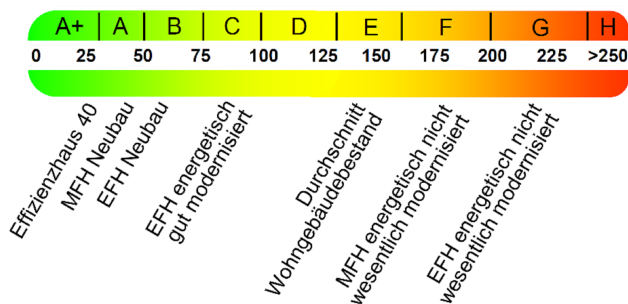 A+ A B C D E F G H
0 25 50 75 100 125 150 175 200 225 >250
Effizienzhaus 40
MFH Neubau
EFH Neubau
EFH energetisch
gut modernisiert
Durchschnitt
Wohngebäudebestand
MFH energetisch nicht
wesentlich modernisiert
EFH energetisch nicht
wesentlich modernisiert